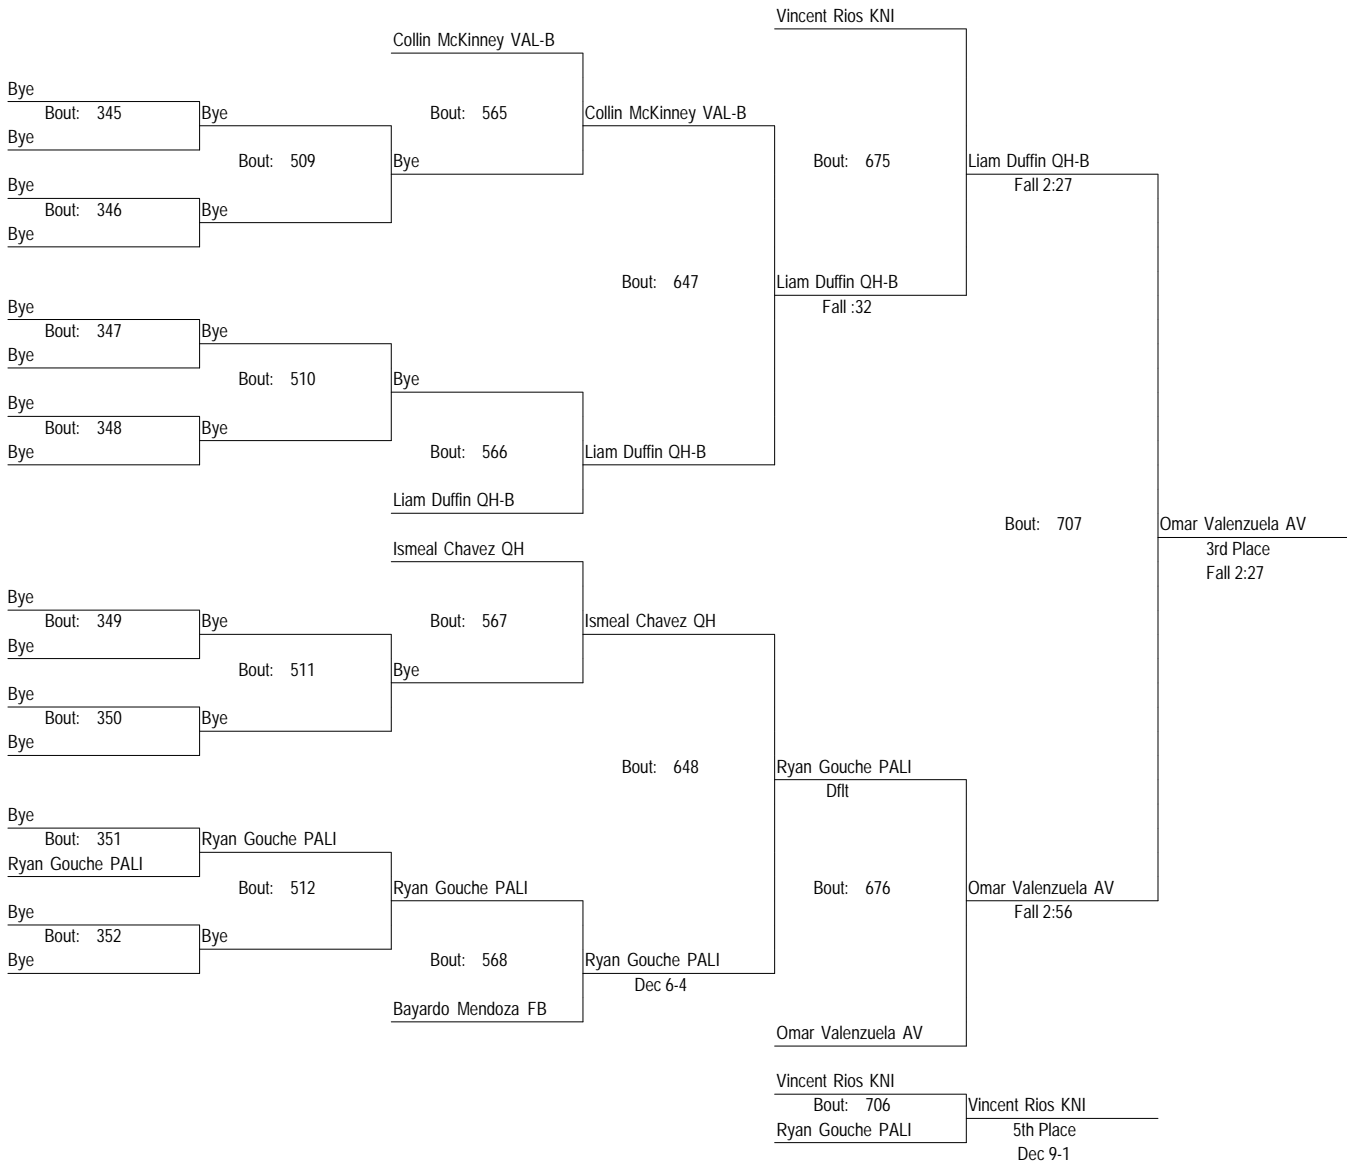 Vincent Rios KNI
Collin McKinney VAL-B
Bye
Bout: 345
Bye
Bout: 565
Collin McKinney VAL-B
Bye
Bout: 509
Bye
Bout: 675
Liam Duffin QH-B
Fall 2:27
Bye
Bout: 346
Bye
Bye
Bout: 647
Liam Duffin QH-B
Fall :32
Bye
Bout: 347
Bye
Bye
Bout: 510
Bye
Bye
Bout: 348
Bye
Bye
Bout: 566
Liam Duffin QH-B
Liam Duffin QH-B
Bout: 707
Omar Valenzuela AV
3rd Place
Fall 2:27
Ismeal Chavez QH
Bye
Bout: 349
Bye
Bout: 567
Ismeal Chavez QH
Bye
Bout: 511
Bye
Bye
Bout: 350
Bye
Bye
Bout: 648
Ryan Gouche PALI
Dflt
Bye
Bout: 351
Ryan Gouche PALI
Ryan Gouche PALI
Bout: 512
Ryan Gouche PALI
Bout: 676
Omar Valenzuela AV
Fall 2:56
Bye
Bout: 352
Bye
Bye
Bout: 568
Ryan Gouche PALI
Dec 6-4
Bayardo Mendoza FB
Omar Valenzuela AV
Vincent Rios KNI
Bout: 706
Vincent Rios KNI
Ryan Gouche PALI
5th Place
Dec 9-1